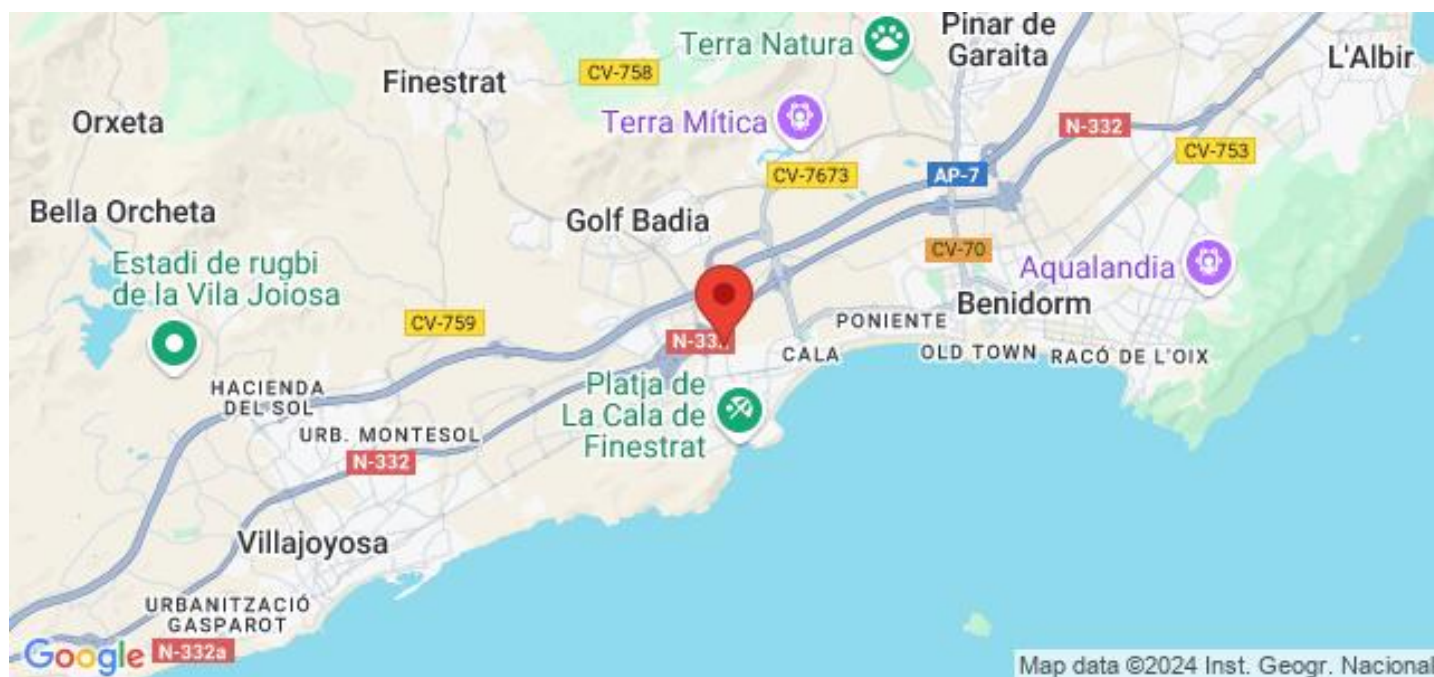 Terra Natura
Pinar de
Garaita
L'Albir
Finestrat
CV-758
Orxeta
Terra Mítica
N-332
CV-753
CV-7673
AP-7
Bella Orcheta
Golf Badia
Estadi de rugbi
de la Vila Joiosa
CV-70
Aqualandia
Benidorm
CV-759
PONIENTE
CALA
OLD TOWN
RACÓ DE L'OIX
HACIENDA
DEL SOL
Platja de
La Cala de
Finestrat
URB. MONTESOL
N-332
Villajoyosa
URBANITZACIÓ
GASPAROT
Google
N-332a
Map data ©2024 Inst. Geogr. Nacional